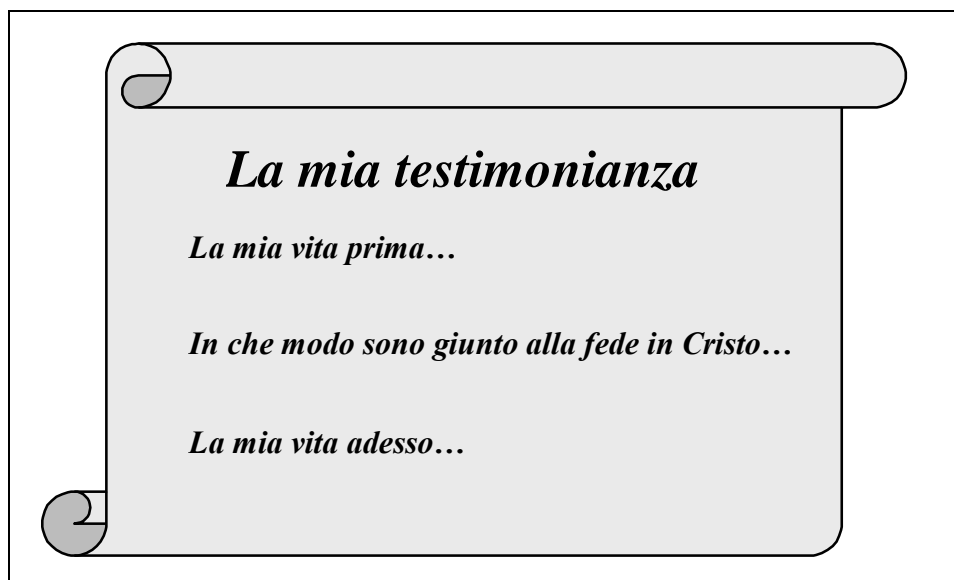 La mia testimonianza
La mia vita prima…
In che modo sono giunto alla fede in Cristo…
La mia vita adesso…